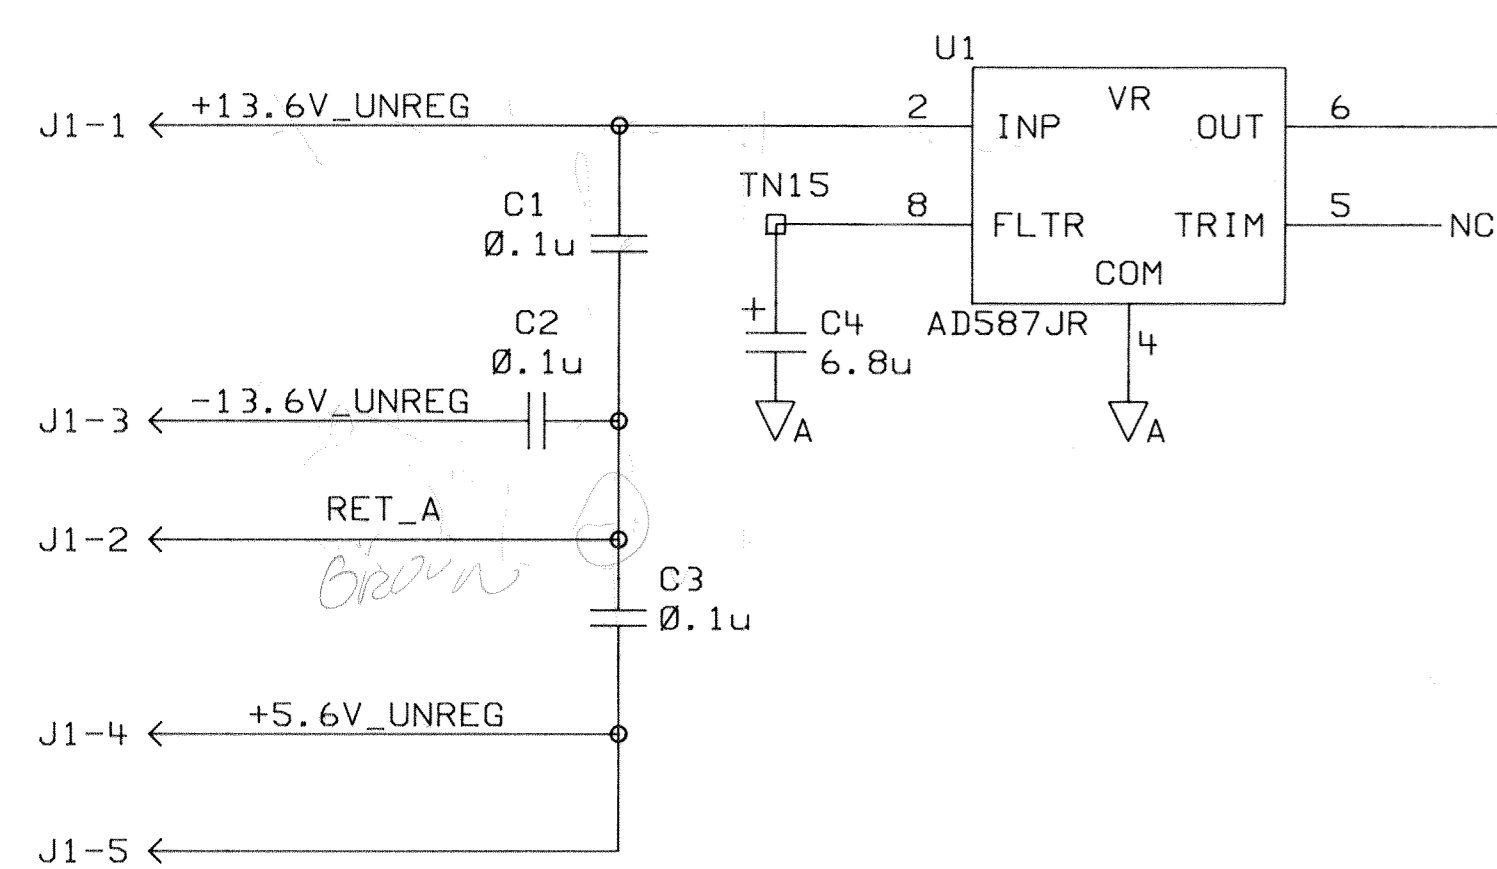 U1
J1-1 +13.6V_UNREG
2 INP VR OUT 6
TN15
8 FLTR TRIM 5 NC
COM
AD587JR
4
C1
Ø.1u
C2
Ø.1u
+ C4
6.8u
A
A
J1-3 -13.6V_UNREG
RET_A
J1-2
BROWN
C3
Ø.1u
J1-4 +5.6V_UNREG
J1-5